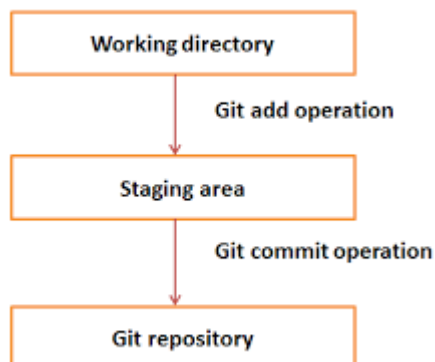 Working directory
Git add operation
Staging area
Git commit operation
Git repository